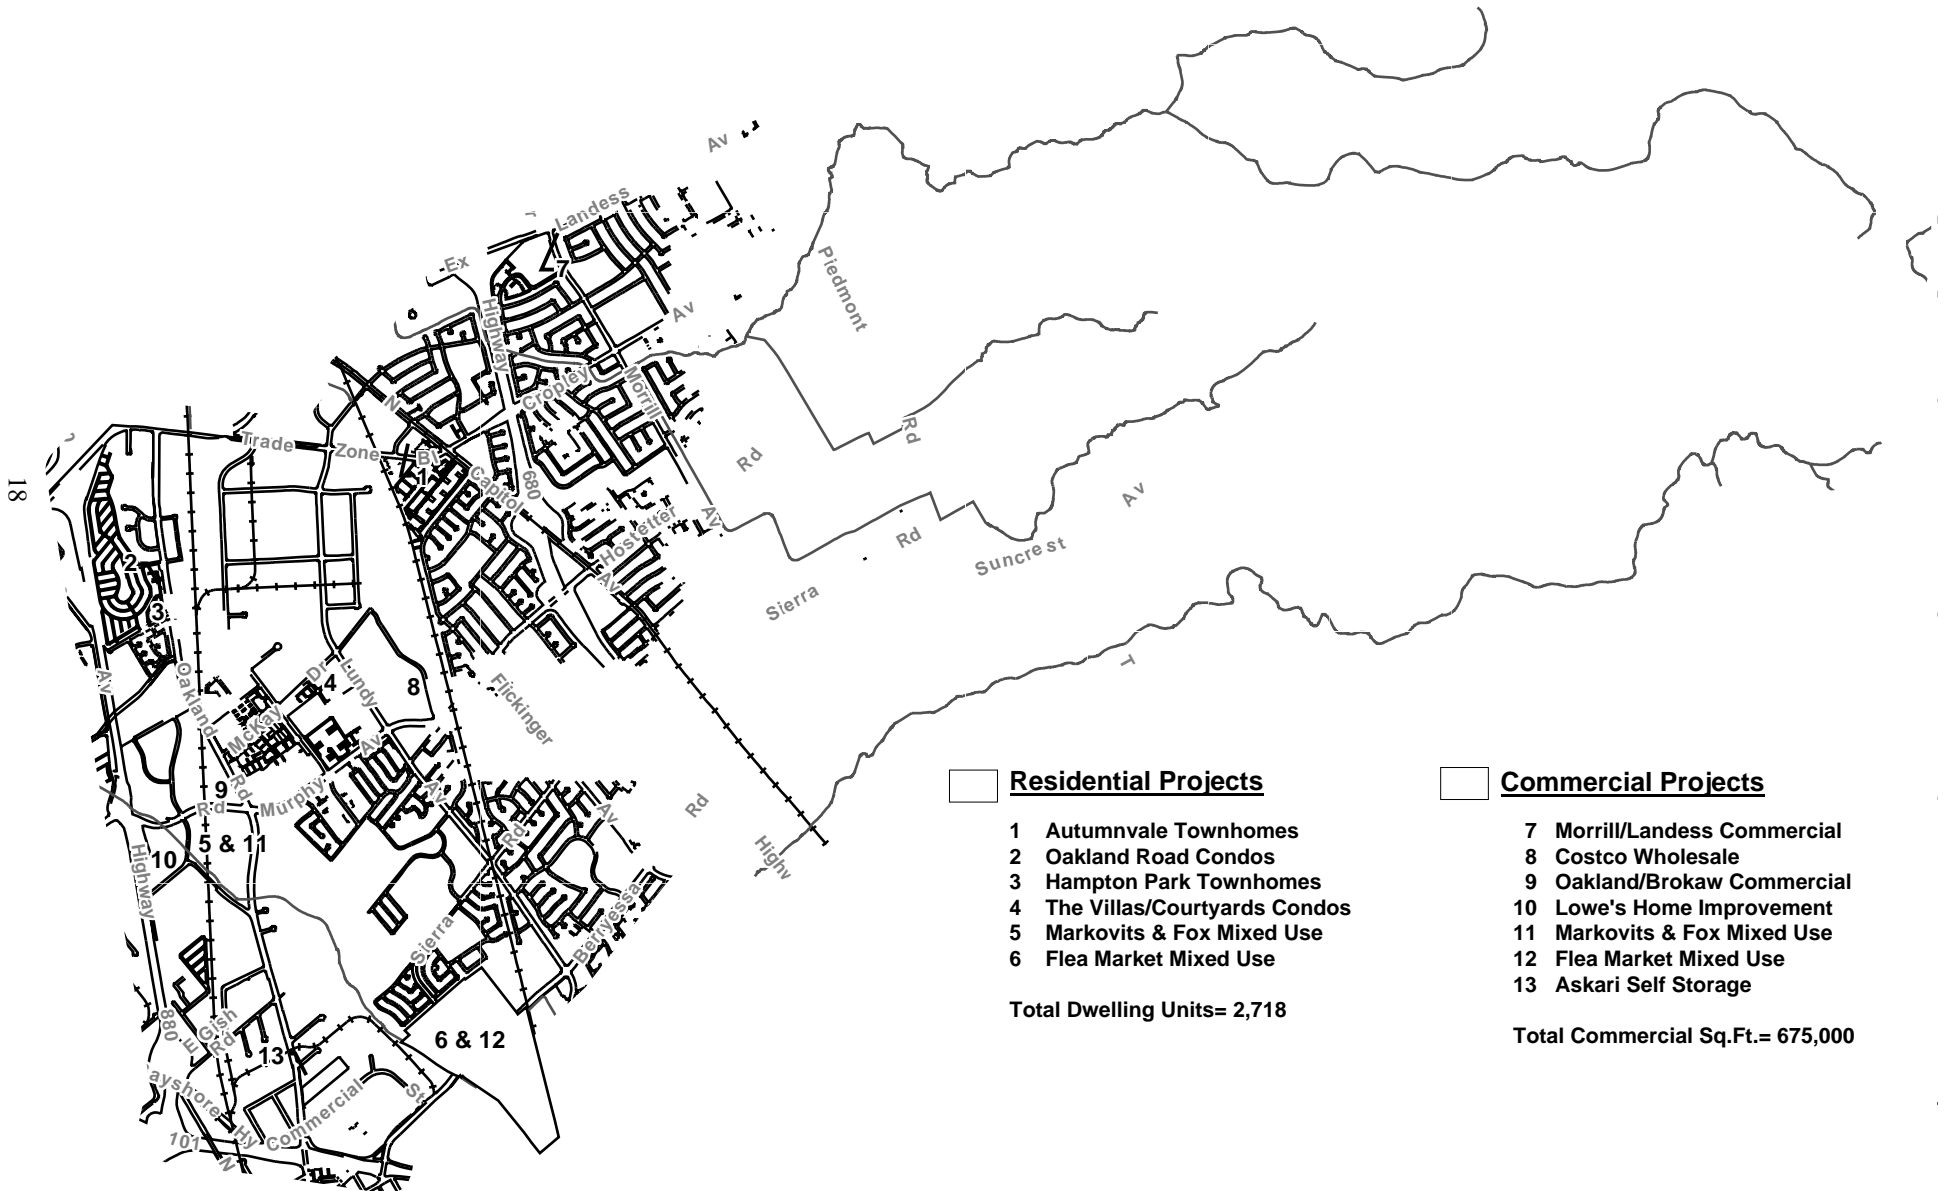 Av
Landess
Ex
7
Piedmont
Highway
Av
Cropley
Morrill
N
Trade Zone Bl
1
Capitol
680
Av
Rd
Rd
Av
Hostetter
Av
Rd
Suncrest
Sierra
18
2
3
Av
Oakland
Rd
McKay
Dr
4
Lundy
Av
8
Flickinger
Av
T
9
Rd
Murphy
Av
Rd
Rd
Highv
5 & 11
10
Highway
880
Sierra
Berryessa
E Gish
Rd
13
6 & 12
ayshore
Hy
Commercial
St
101
N
Residential Projects
1 Autumnvale Townhomes
2 Oakland Road Condos
3 Hampton Park Townhomes
4 The Villas/Courtyards Condos
5 Markovits & Fox Mixed Use
6 Flea Market Mixed Use
Total Dwelling Units= 2,718
Commercial Projects
7 Morrill/Landess Commercial
8 Costco Wholesale
9 Oakland/Brokaw Commercial
10 Lowe's Home Improvement
11 Markovits & Fox Mixed Use
12 Flea Market Mixed Use
13 Askari Self Storage
Total Commercial Sq.Ft.= 675,000